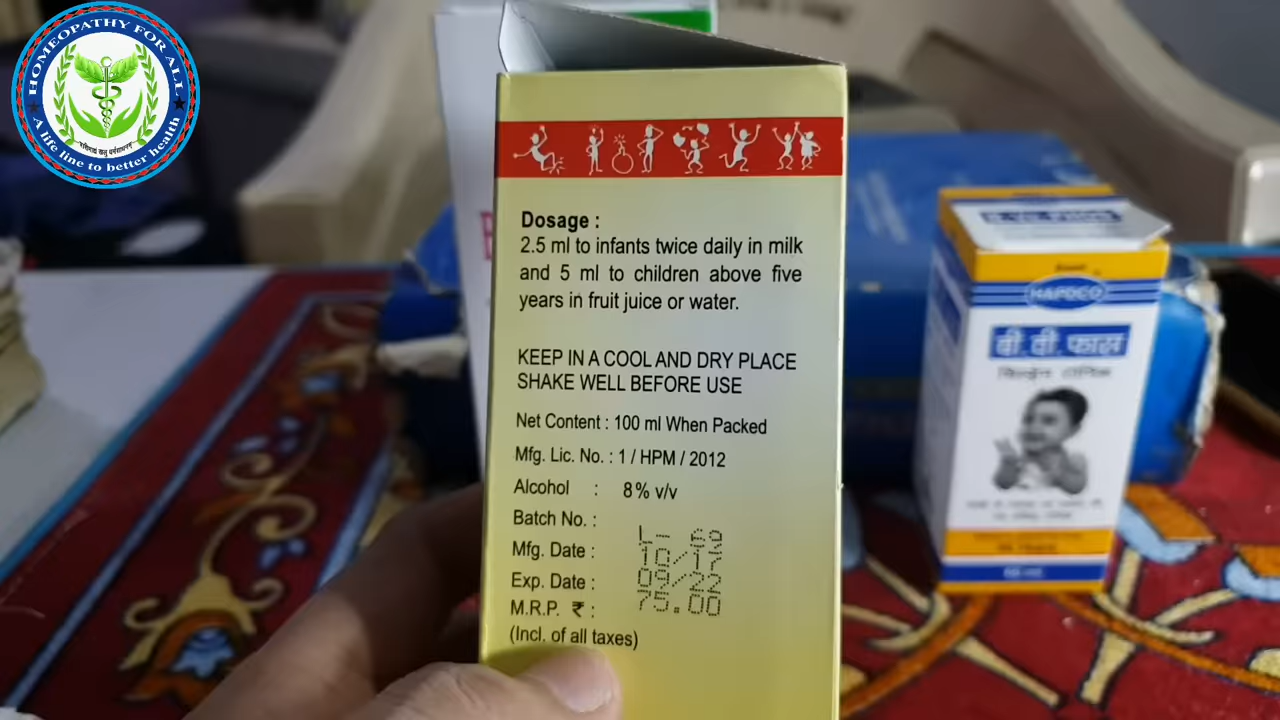 HOMEOPATHY FOR ALL
A life line to better health
Dosage :
2.5 ml to infants twice daily in milk
and 5 ml to children above five
years in fruit juice or water.
KEEP IN A COOL AND DRY PLACE
SHAKE WELL BEFORE USE
Net Content : 100 ml When Packed
Mfg. Lic. No. : 1 / HPM / 2012
Alcohol : 8% v/v
Batch No. : L- 69
Mfg. Date : 10/17
Exp. Date : 09/22
M.R.P. ₹ : 75.00
(Incl. of all taxes)
HAPDCO
बी. वी. फास